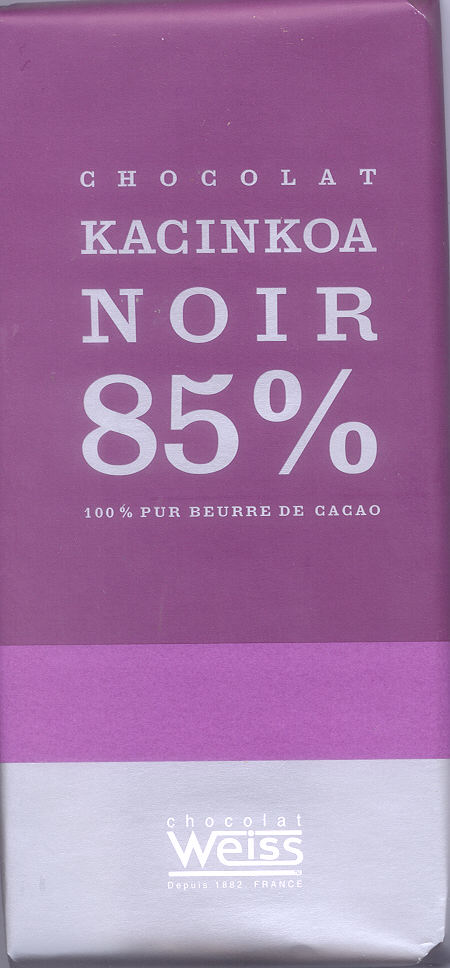 CHOCOLAT
KACINKOA
NOIR
85%
100% PUR BEURRE DE CACAO
chocolat
Weiss
Depuis 1882. FRANCE